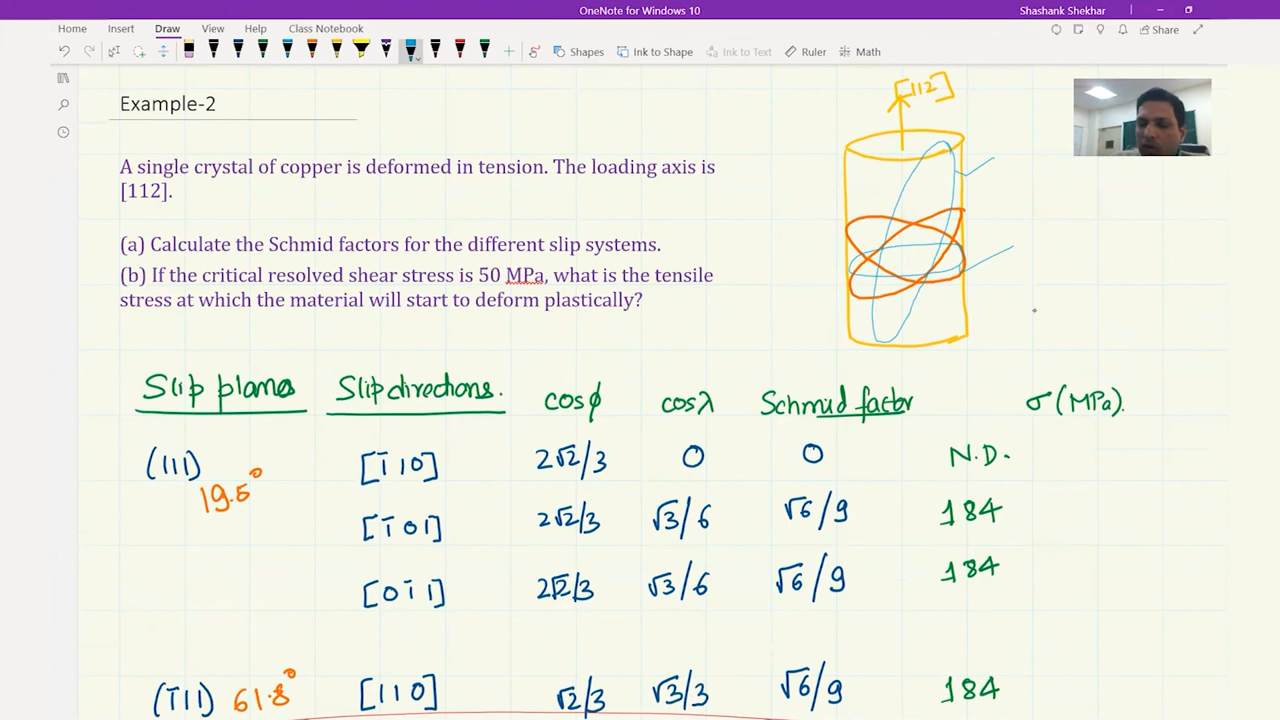 OneNote for Windows 10
Shashank Shekhar
Home Insert Draw View Help Class Notebook
Share
Shapes Ink to Shape Ink to Text Ruler Math
[112]
Example-2
A single crystal of copper is deformed in tension. The loading axis is
[112].
(a) Calculate the Schmid factors for the different slip systems.
(b) If the critical resolved shear stress is 50 MPa, what is the tensile
stress at which the material will start to deform plastically?
Slip planes Slip directions. cosϕ cosλ Schmid factor σ (MPa).
(111) 19.5° [1̄10] 2√2/3 0 0 N.D.
[1̄01] 2√2/3 √3/6 √6/9 184
[01̄1] 2√2/3 √3/6 √6/9 184
(1̄11) 61.8° [110] √2/3 √3/3 √6/9 184